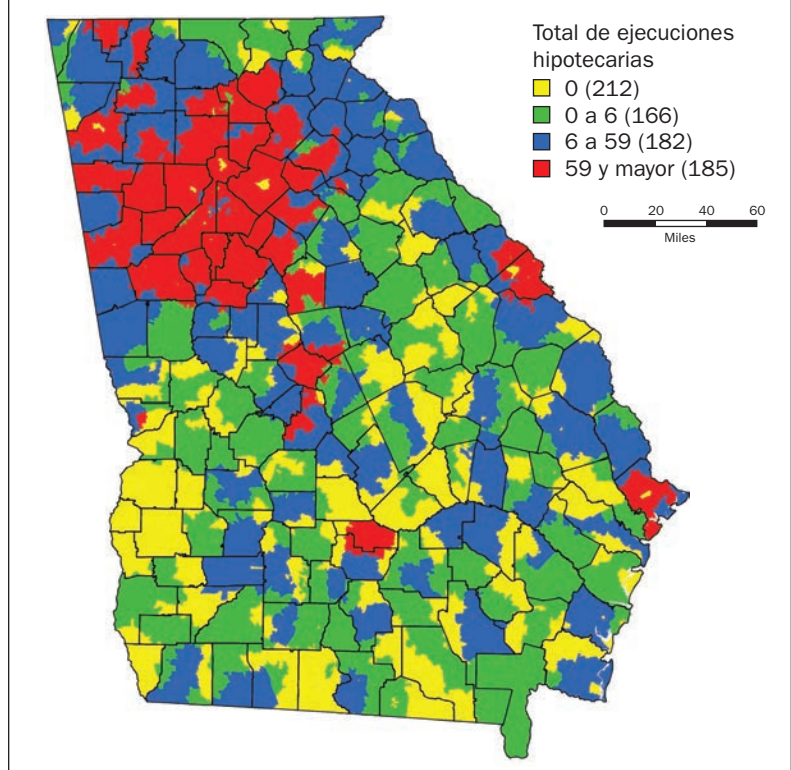 Total de ejecuciones
hipotecarias
0 (212)
0 a 6 (166)
6 a 59 (182)
59 y mayor (185)
0 20 40 60
Miles